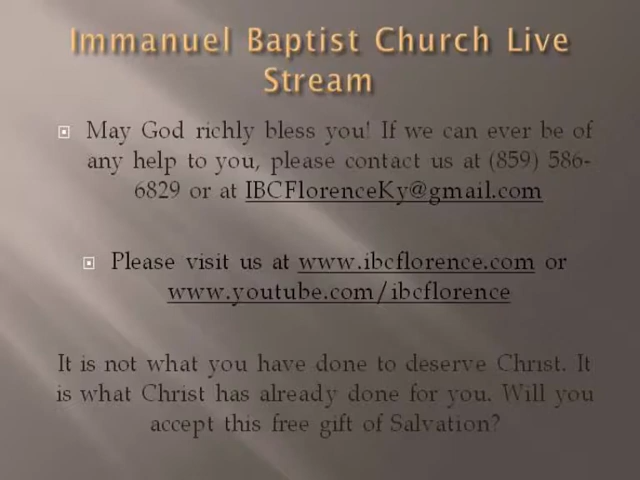 Immanuel Baptist Church Live
Stream
May God richly bless you! If we can ever be of
any help to you, please contact us at (859) 586-
6829 or at IBCFlorenceKy@gmail.com
Please visit us at www.ibcflorence.com or
www.youtube.com/ibcflorence
It is not what you have done to deserve Christ. It
is what Christ has already done for you. Will you
accept this free gift of Salvation?